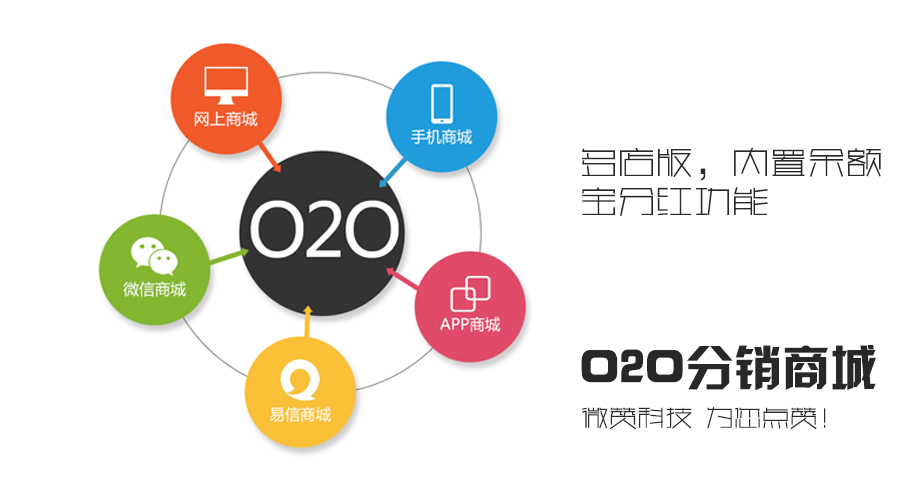 网上商城
手机商城
O2O
微信商城
APP商城
易信商城
多店版，内置余额
宝分红功能
O2O分销商城
微赞科技 为您点赞！